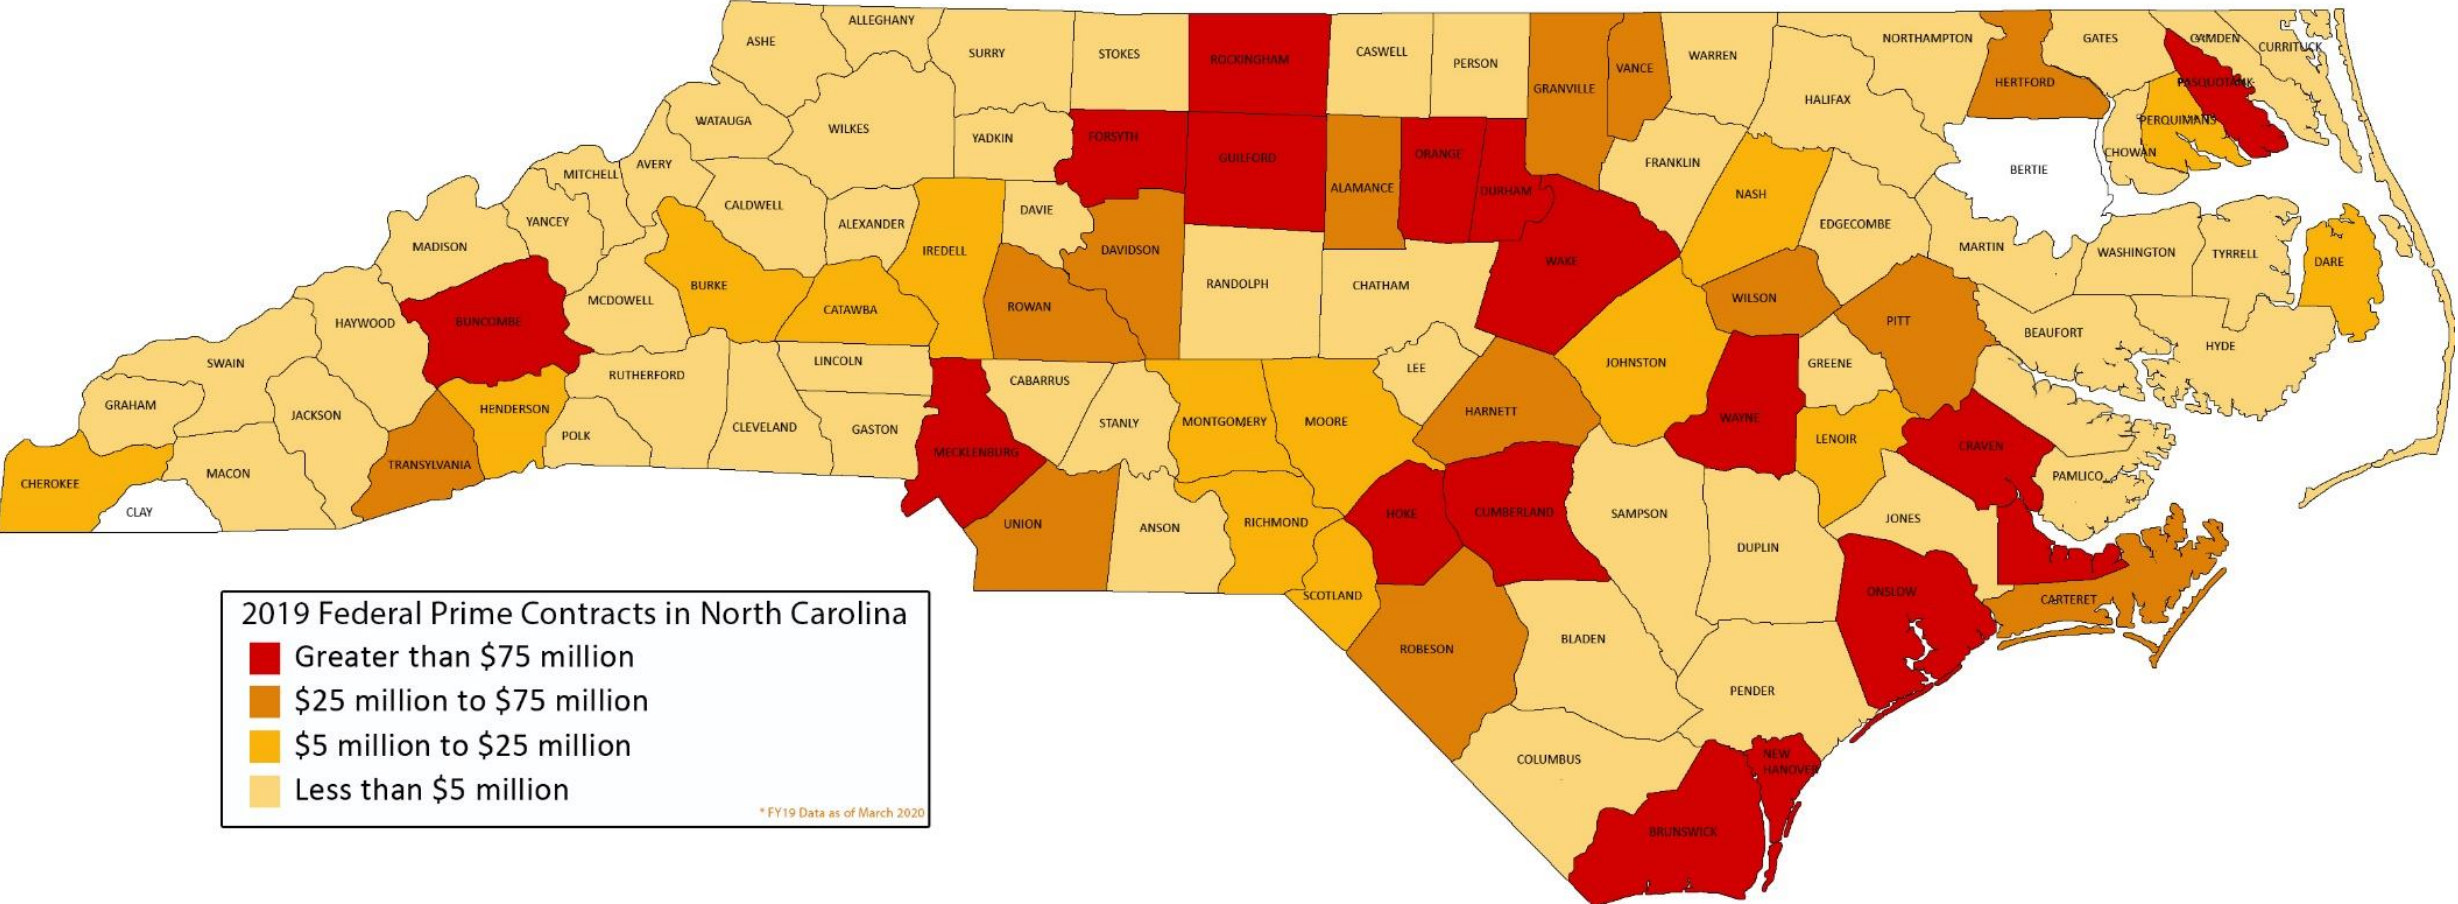 ALLEGHANY
ASHE
SURRY
STOKES
ROCKINGHAM
CASWELL
PERSON
GRANVILLE
VANCE
WARREN
NORTHAMPTON
HERTFORD
GATES
CAMDEN
CURRITUCK
PASQUOTANK
WATAUGA
WILKES
YADKIN
FORSYTH
GUILFORD
ALAMANCE
ORANGE
DURHAM
FRANKLIN
HALIFAX
BERTIE
PERQUIMANS
CHOWAN
MITCHELL
AVERY
CALDWELL
ALEXANDER
IREDELL
DAVIE
DAVIDSON
RANDOLPH
CHATHAM
WAKE
NASH
EDGECOMBE
MARTIN
WASHINGTON
TYRRELL
DARE
MADISON
YANCEY
MCDOWELL
BURKE
CATAWBA
ROWAN
WILSON
PITT
BEAUFORT
HYDE
HAYWOOD
BUNCOMBE
SWAIN
RUTHERFORD
LINCOLN
CABARRUS
LEE
JOHNSTON
GREENE
GRAHAM
JACKSON
HENDERSON
POLK
CLEVELAND
GASTON
STANLY
MONTGOMERY
MOORE
HARNETT
WAYNE
LENOIR
CRAVEN
PAMLICO
CHEROKEE
CLAY
MACON
TRANSYLVANIA
MECKLENBURG
UNION
ANSON
RICHMOND
HOKE
CUMBERLAND
SAMPSON
DUPLIN
JONES
SCOTLAND
ROBESON
BLADEN
ONSLOW
CARTERET
PENDER
COLUMBUS
NEW
HANOVER
BRUNSWICK
2019 Federal Prime Contracts in North Carolina
Greater than $75 million
$25 million to $75 million
$5 million to $25 million
Less than $5 million
* FY19 Data as of March 2020